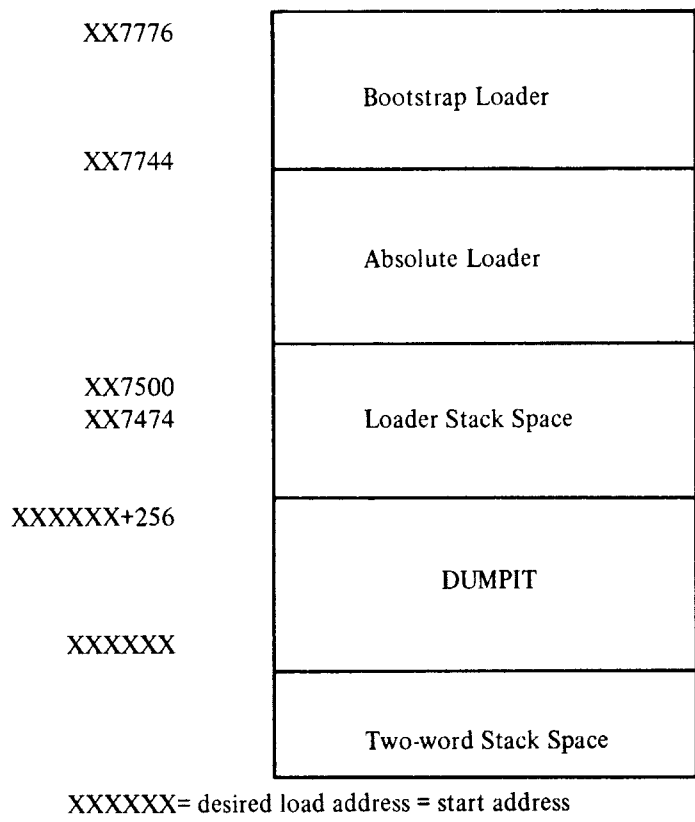 XX7776
Bootstrap Loader
XX7744
Absolute Loader
XX7500
XX7474
Loader Stack Space
XXXXXX+256
DUMPIT
XXXXXX
Two-word Stack Space
XXXXXX= desired load address = start address